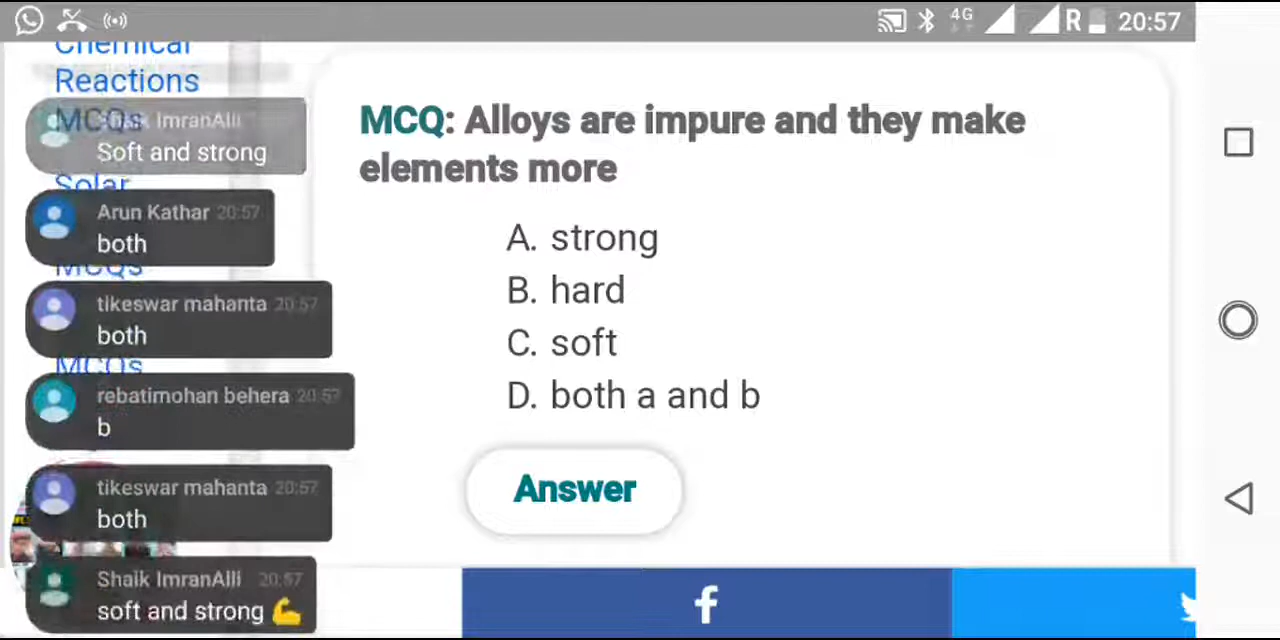 4G R 20:57
Chemical
Reactions
MCQs
ImranAlli
Soft and strong
Solar
Arun Kathar 20:57
both
MCQs
tikeswar mahanta 20:57
both
MCQs
rebatimohan behera 20:57
b
tikeswar mahanta 20:57
both
Shaik ImranAlli 20:57
soft and strong 💪
MCQ: Alloys are impure and they make
elements more
A. strong
B. hard
C. soft
D. both a and b
Answer
f